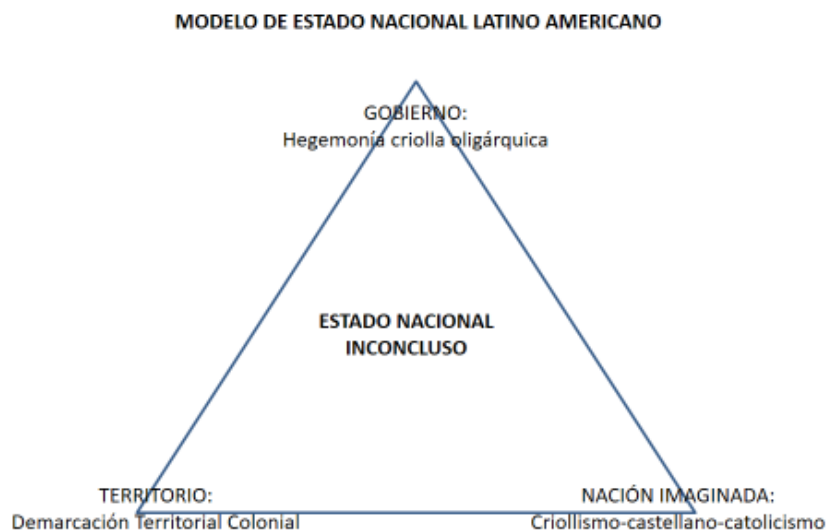 MODELO DE ESTADO NACIONAL LATINO AMERICANO
GOBIERNO:
Hegemonía criolla oligárquica
ESTADO NACIONAL
INCONCLUSO
TERRITORIO:
Demarcación Territorial Colonial
NACIÓN IMAGINADA:
Criollismo-castellano-catolicismo